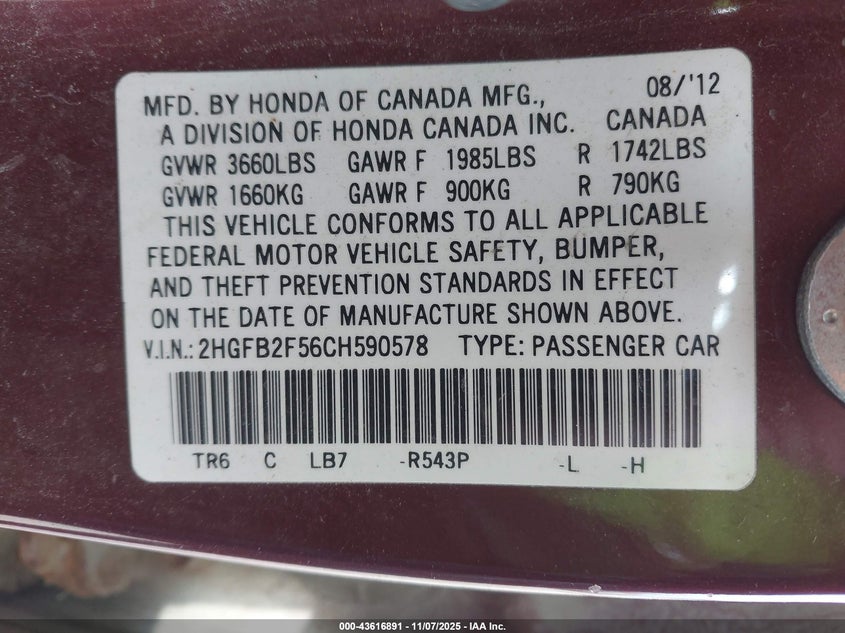 MFD. BY HONDA OF CANADA MFG., 08/'12
A DIVISION OF HONDA CANADA INC. CANADA
GVWR 3660LBS GAWR F 1985LBS R 1742LBS
GVWR 1660KG GAWR F 900KG R 790KG
THIS VEHICLE CONFORMS TO ALL APPLICABLE
FEDERAL MOTOR VEHICLE SAFETY, BUMPER,
AND THEFT PREVENTION STANDARDS IN EFFECT
ON THE DATE OF MANUFACTURE SHOWN ABOVE.
V.I.N.: 2HGFB2F56CH590578 TYPE: PASSENGER CAR
TR6 C LB7 -R543P -L -H
000-43616891 - 11/07/2025 - IAA Inc.